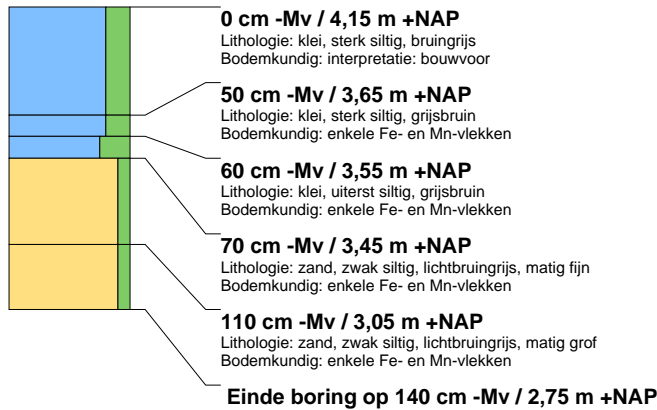 0 cm -Mv / 4,15 m +NAP
Lithologie: klei, sterk siltig, bruingrijs
Bodemkundig: interpretatie: bouwvoor
50 cm -Mv / 3,65 m +NAP
Lithologie: klei, sterk siltig, grijsbruin
Bodemkundig: enkele Fe- en Mn-vlekken
60 cm -Mv / 3,55 m +NAP
Lithologie: klei, uiterst siltig, grijsbruin
Bodemkundig: enkele Fe- en Mn-vlekken
70 cm -Mv / 3,45 m +NAP
Lithologie: zand, zwak siltig, lichtbruingrijs, matig fijn
Bodemkundig: enkele Fe- en Mn-vlekken
110 cm -Mv / 3,05 m +NAP
Lithologie: zand, zwak siltig, lichtbruingrijs, matig grof
Bodemkundig: enkele Fe- en Mn-vlekken
Einde boring op 140 cm -Mv / 2,75 m +NAP